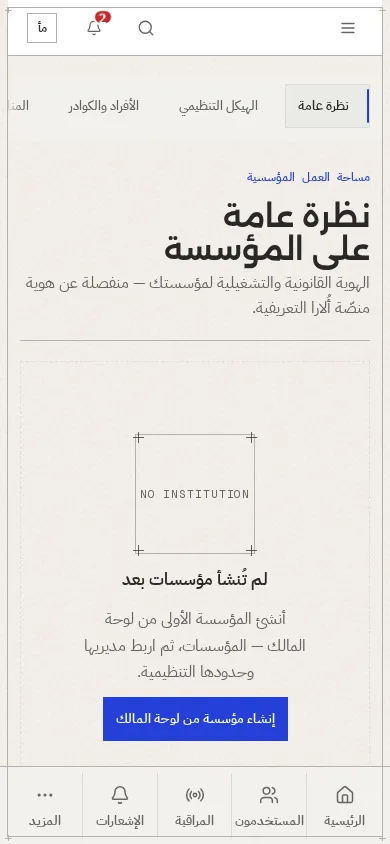 مأ
2
نظرة عامة
الهيكل التنظيمي
الأفراد والكوادر
المنا
مساحة العمل المؤسسية
نظرة عامة
على المؤسسة
الهوية القانونية والتشغيلية لمؤسستك — منفصلة عن هوية
منصّة أُلارا التعريفية.
NO INSTITUTION
لم تُنشأ مؤسسات بعد
أنشئ المؤسسة الأولى من لوحة
المالك — المؤسسات، ثم اربط مديريها
وحدودها التنظيمية.
إنشاء مؤسسة من لوحة المالك
الرئيسية
المستخدمون
المراقبة
الإشعارات
المزيد